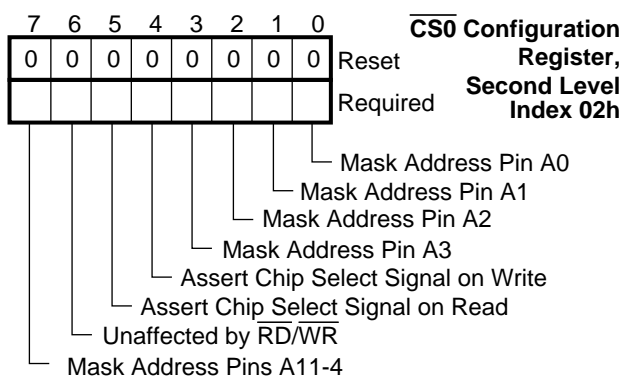 7 6 5 4 3 2 1 0
0 0 0 0 0 0 0 0 Reset
Required
C̅S̅0̅ Configuration
Register,
Second Level
Index 02h
Mask Address Pin A0
Mask Address Pin A1
Mask Address Pin A2
Mask Address Pin A3
Assert Chip Select Signal on Write
Assert Chip Select Signal on Read
Unaffected by R̅D̅/W̅R̅
Mask Address Pins A11-4